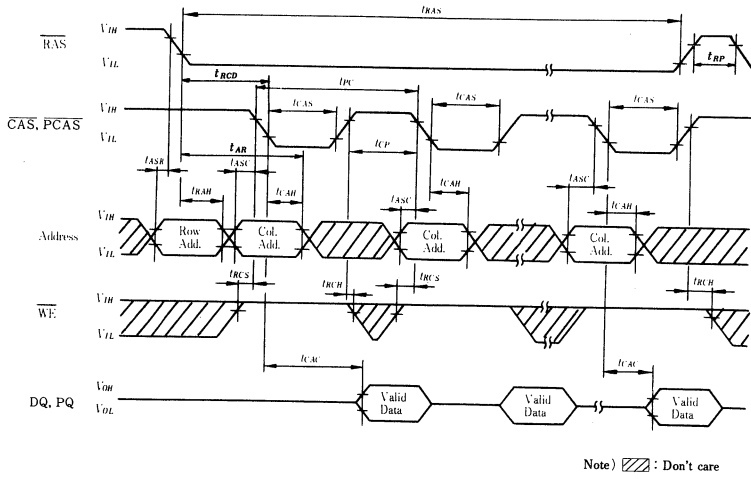 tRAS
RAS VIH VIL tRP
tRCD tPC
CAS, PCAS VIH VIL tCAS tCAS tCAS
tAR tCP
tASR tASC tASC tASC
tRAH tCAH tCAH tCAH
Address VIH VIL Row Add. Col. Add. Col. Add. Col. Add.
tRCS tRCH tRCS tRCH
WE VIH VIL
tCAC tCAC
DQ, PQ VOH VOL Valid Data Valid Data Valid Data
Note) : Don't care